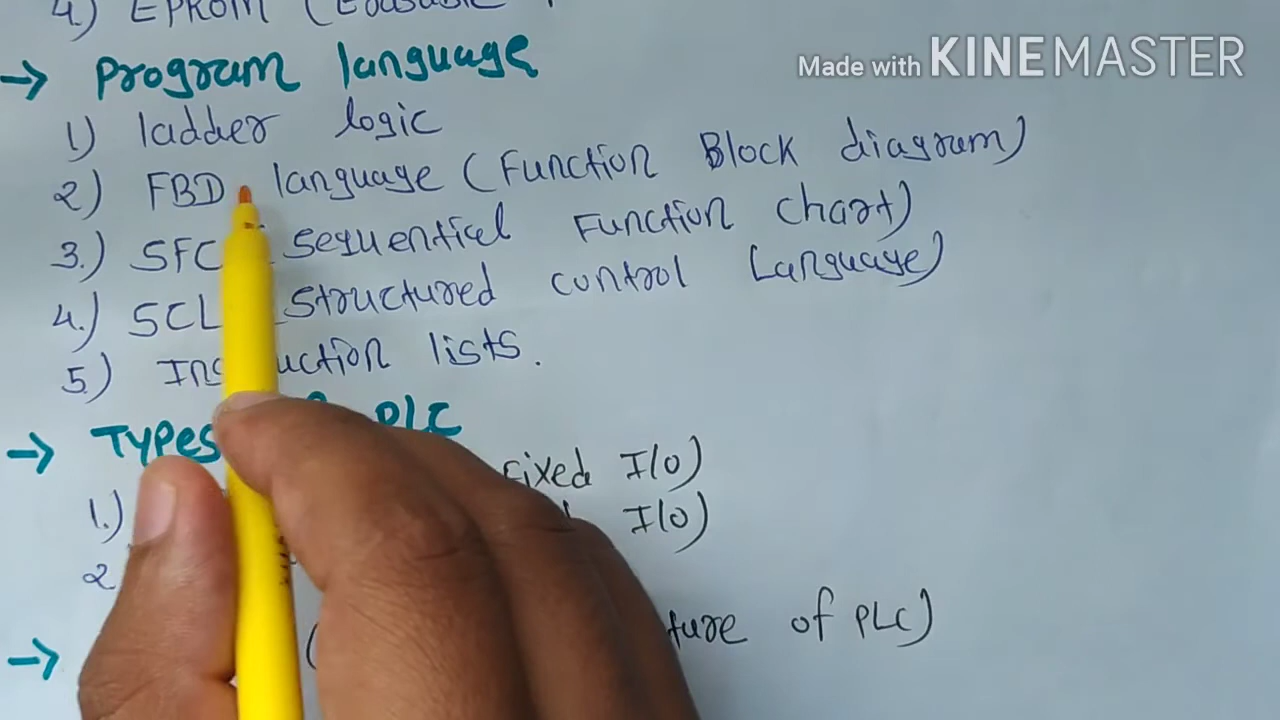 4.) EPROM (
Made with KINEMASTER
→ Program language
1) ladder logic
2) FBD language (Function Block diagram)
3.) SFC Sequential Function Chart)
4.) SCL Structured control Language)
5) lists.
→ Types PLC
1.) fixed I/O)
2 I/O)
→ ( of PLC)